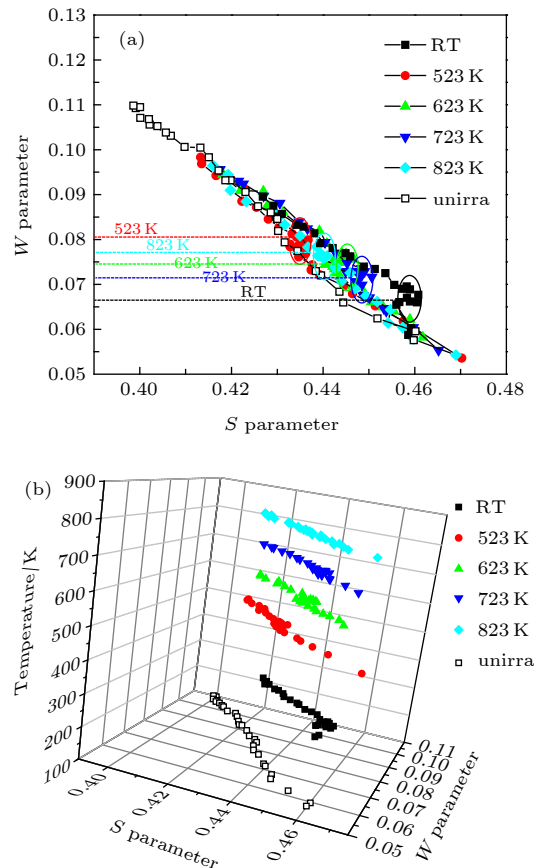 (a)
RT
523 K
623 K
723 K
823 K
unirra
0.13
0.12
0.11
0.10
0.09
0.08
0.07
0.06
0.05
W parameter
523 K
823 K
623 K
723 K
RT
0.40
0.42
0.44
0.46
0.48
S parameter
(b)
RT
523 K
623 K
723 K
823 K
unirra
900
800
700
600
500
400
300
200
100
Temperature/K
0.40
0.42
0.44
0.46
S parameter
0.11
0.10
0.09
0.08
0.07
0.06
0.05
W parameter